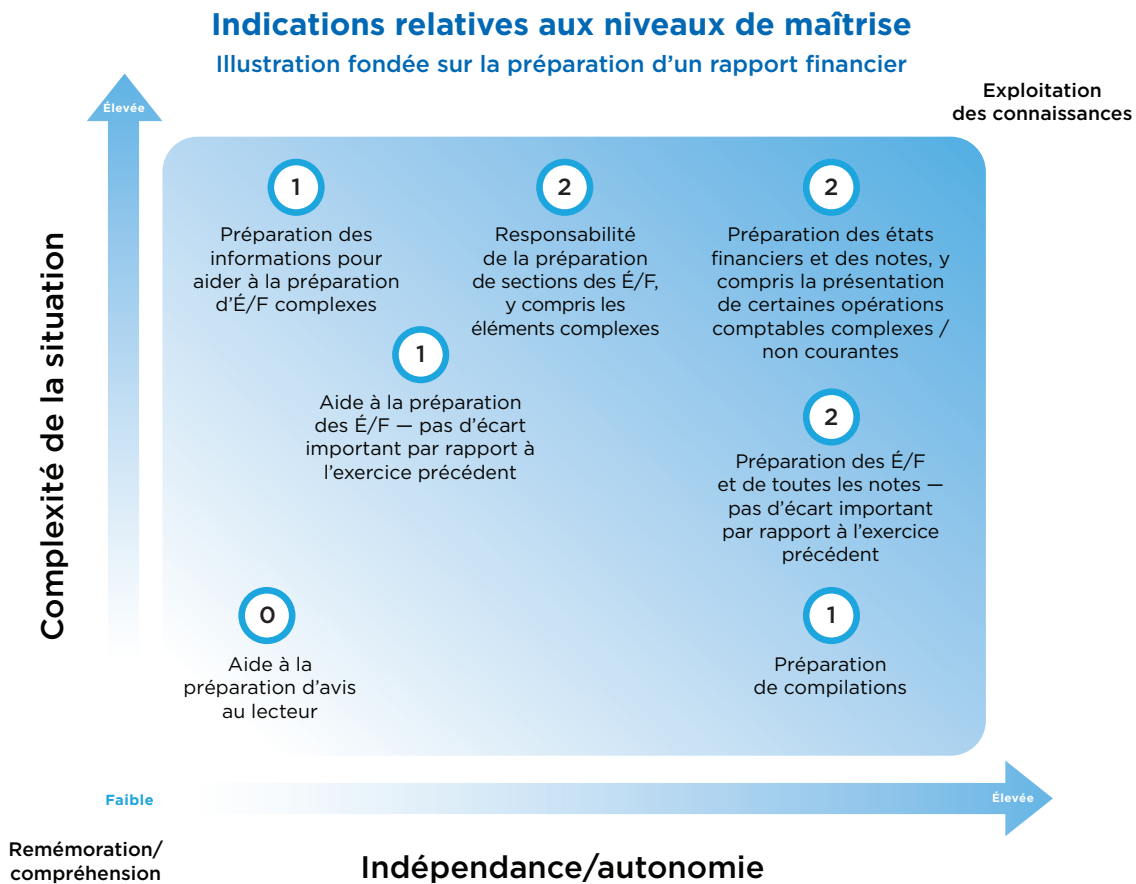 Indications relatives aux niveaux de maîtrise
Illustration fondée sur la préparation d'un rapport financier
Élevée
Exploitation
des connaissances
Complexité de la situation
1
Préparation des
informations pour
aider à la préparation
d'É/F complexes
2
Responsabilité
de la préparation
de sections des É/F,
y compris les
éléments complexes
2
Préparation des états
financiers et des notes, y
compris la présentation
de certaines opérations
comptables complexes /
non courantes
1
Aide à la préparation
des É/F — pas d'écart
important par rapport à
l'exercice précédent
2
Préparation des É/F
et de toutes les notes —
pas d'écart important
par rapport à l'exercice
précédent
0
Aide à la
préparation d'avis
au lecteur
1
Préparation
de compilations
Faible
Élevée
Remémoration/
compréhension
Indépendance/autonomie